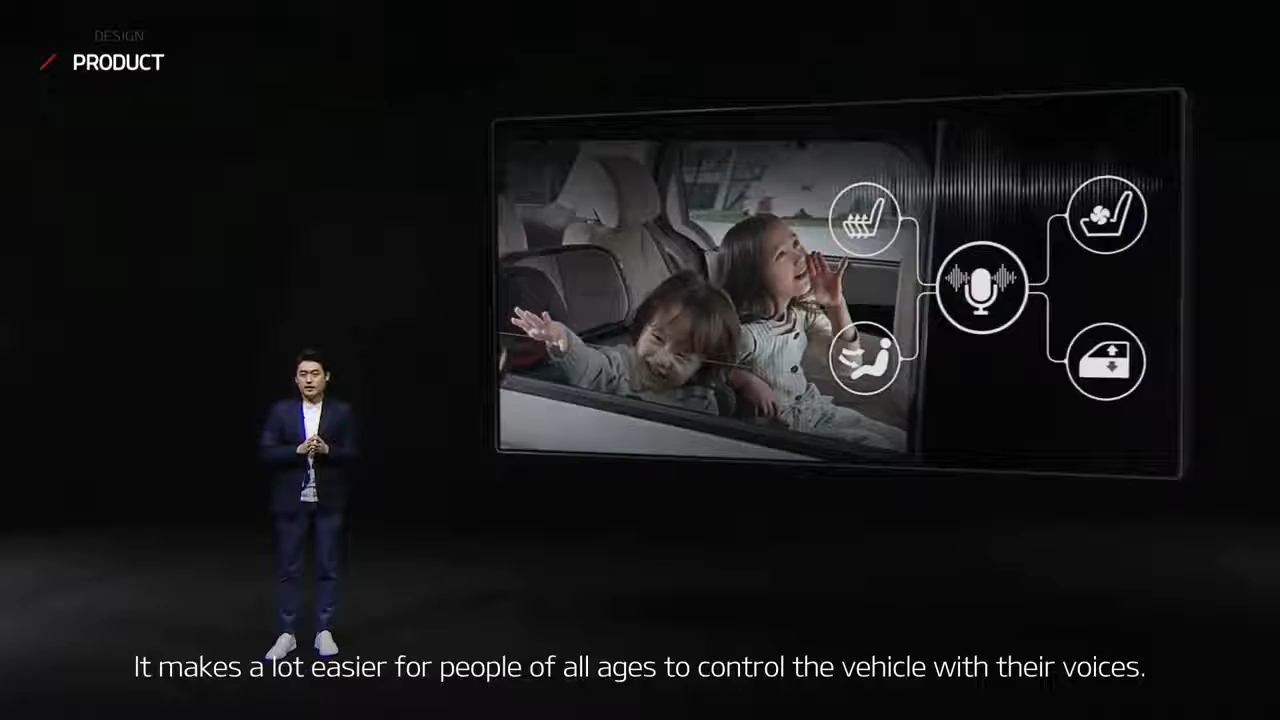 DESIGN
PRODUCT
It makes a lot easier for people of all ages to control the vehicle with their voices.